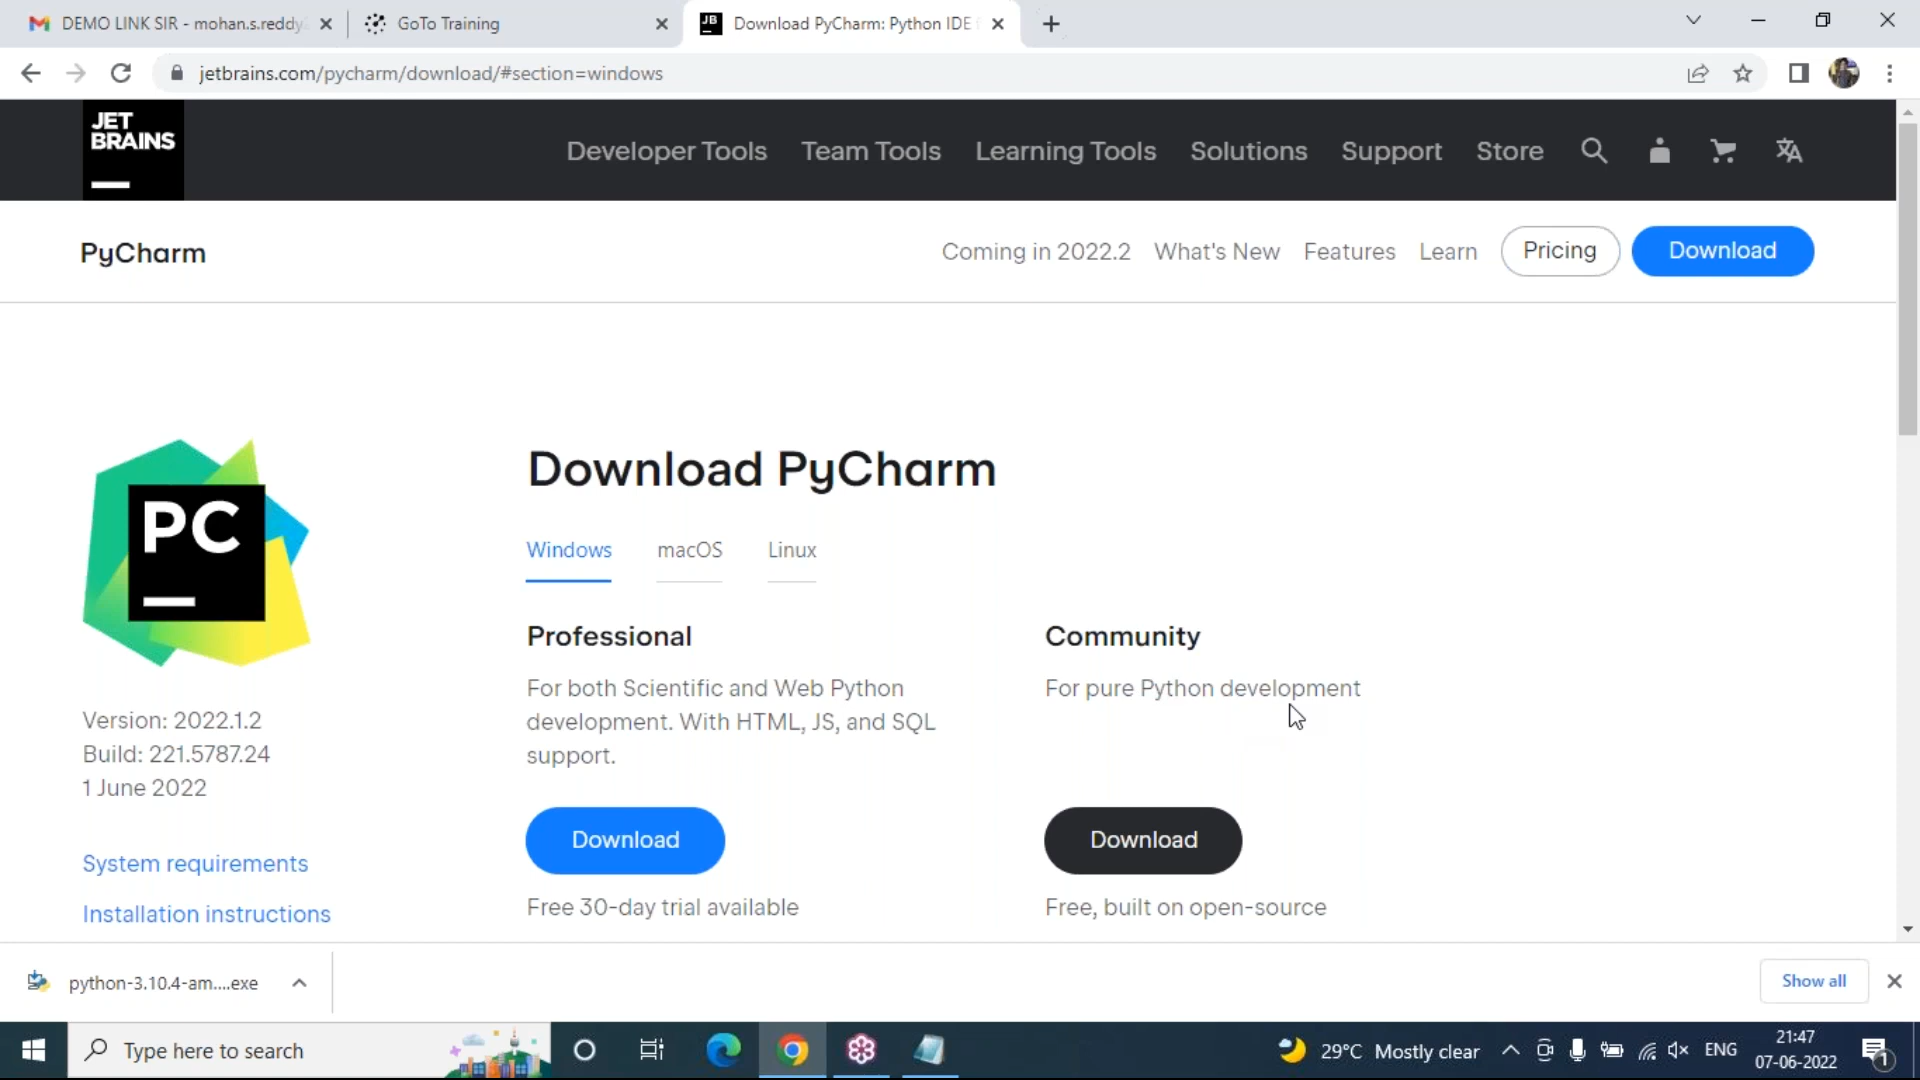 DEMO LINK SIR - mohan.s.reddy
GoTo Training
Download PyCharm: Python IDE
jetbrains.com/pycharm/download/#section=windows
JET
BRAINS
Developer Tools
Team Tools
Learning Tools
Solutions
Support
Store
PyCharm
Coming in 2022.2
What's New
Features
Learn
Pricing
Download
PC
Download PyCharm
Windows
macOS
Linux
Professional
For both Scientific and Web Python
development. With HTML, JS, and SQL
support.
Download
Free 30-day trial available
Community
For pure Python development
Download
Free, built on open-source
Version: 2022.1.2
Build: 221.5787.24
1 June 2022
System requirements
Installation instructions
python-3.10.4-am....exe
Show all
Type here to search
29°C Mostly clear
ENG
21:47
07-06-2022
1